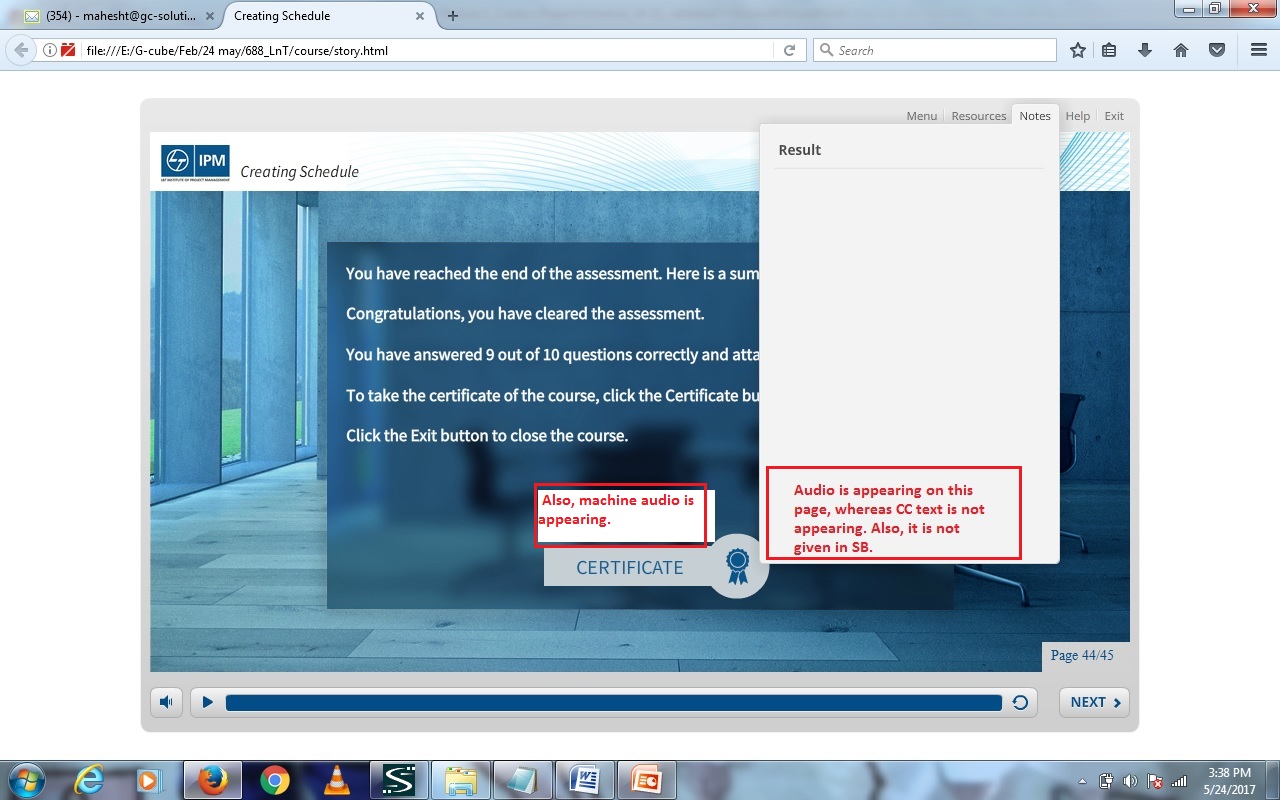 (354) - mahesht@gc-soluti...
Creating Schedule
file:///E:/G-cube/Feb/24 may/688_LnT/course/story.html
Search
Menu
Resources
Notes
Help
Exit
IPM
L&T INSTITUTE OF PROJECT MANAGEMENT
Creating Schedule
Result
You have reached the end of the assessment. Here is a sum
Congratulations, you have cleared the assessment.
You have answered 9 out of 10 questions correctly and atta
To take the certificate of the course, click the Certificate bu
Click the Exit button to close the course.
Also, machine audio is
appearing.
Audio is appearing on this
page, whereas CC text is not
appearing. Also, it is not
given in SB.
CERTIFICATE
Page 44/45
NEXT
3:38 PM
5/24/2017